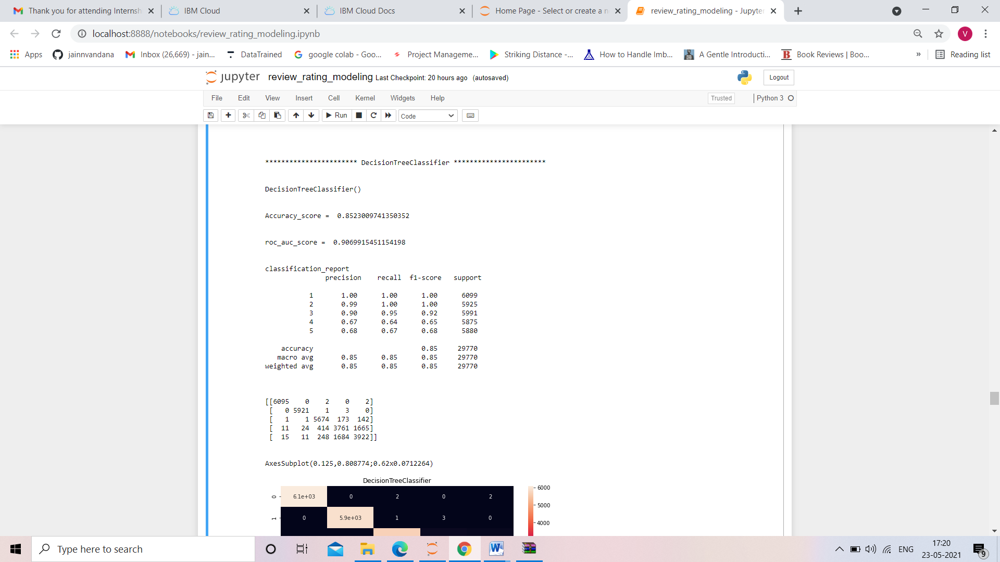 Thank you for attending Internsh
IBM Cloud
IBM Cloud Docs
Home Page - Select or create a n
review_rating_modeling - Jupyter
localhost:8888/notebooks/review_rating_modeling.ipynb
V
Apps
jainnvandana
Inbox (26,669) - jain...
DataTrained
google colab - Goo...
Project Manageme...
Striking Distance -...
How to Handle Imb...
A Gentle Introducti...
B
Book Reviews | Boo...
»
Reading list
jupyter
review_rating_modeling Last Checkpoint: 20 hours ago (autosaved)
Logout
File Edit View Insert Cell Kernel Widgets Help
Trusted
Python 3
Run
Code
*********************** DecisionTreeClassifier ***********************
DecisionTreeClassifier()
Accuracy_score =  0.8523009741350352
roc_auc_score =  0.9069915451154198
classification_report
precision recall f1-score support
1 1.00 1.00 1.00 6099
2 0.99 1.00 1.00 5925
3 0.90 0.95 0.92 5991
4 0.67 0.64 0.65 5875
5 0.68 0.67 0.68 5880
accuracy 0.85 29770
macro avg 0.85 0.85 0.85 29770
weighted avg 0.85 0.85 0.85 29770
[[6095 0 2 0 2]
[ 0 5921 1 3 0]
[ 1 1 5674 173 142]
[ 11 24 414 3761 1665]
[ 15 11 248 1684 3922]]
AxesSubplot(0.125,0.808774;0.62x0.0712264)
DecisionTreeClassifier
0 6.1e+03 0 2 0 2
1 0 5.9e+03 1 3 0
6000
5000
4000
Type here to search
ENG
17:20
23-05-2021
9